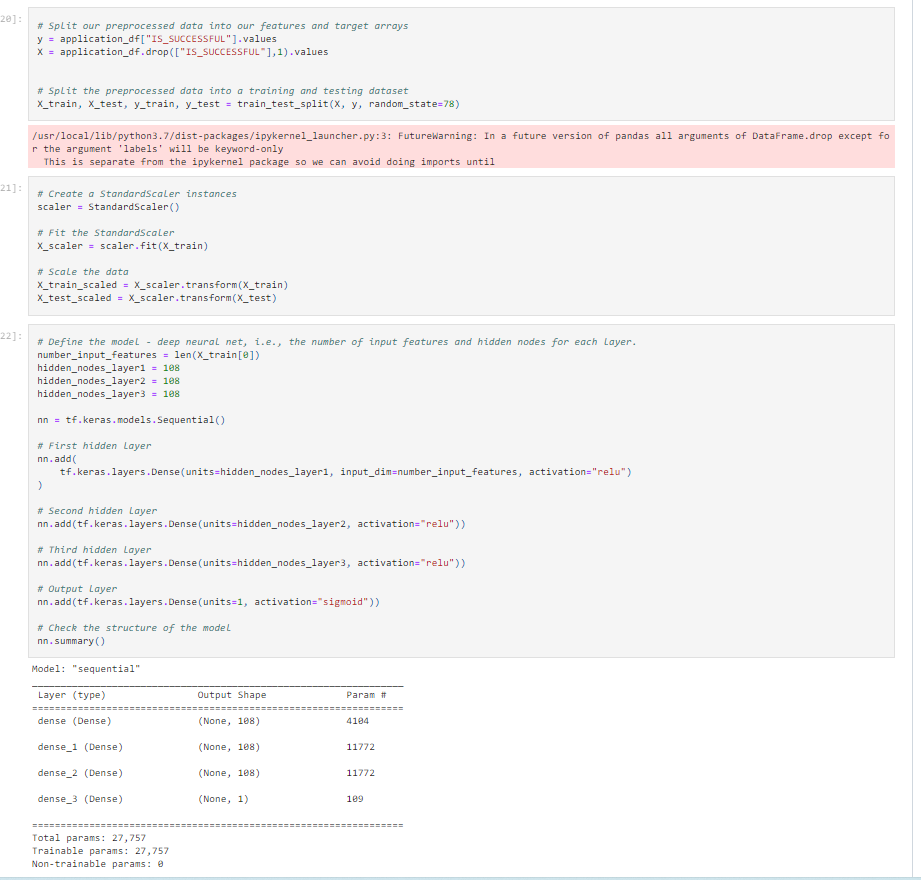 20]:
# Split our preprocessed data into our features and target arrays
y = application_df["IS_SUCCESSFUL"].values
X = application_df.drop(["IS_SUCCESSFUL"],1).values
# Split the preprocessed data into a training and testing dataset
X_train, X_test, y_train, y_test = train_test_split(X, y, random_state=78)
/usr/local/lib/python3.7/dist-packages/ipykernel_launcher.py:3: FutureWarning: In a future version of pandas all arguments of DataFrame.drop except fo
r the argument 'labels' will be keyword-only
This is separate from the ipykernel package so we can avoid doing imports until
21]:
# Create a StandardScaler instances
scaler = StandardScaler()
# Fit the StandardScaler
X_scaler = scaler.fit(X_train)
# Scale the data
X_train_scaled = X_scaler.transform(X_train)
X_test_scaled = X_scaler.transform(X_test)
22]:
# Define the model - deep neural net, i.e., the number of input features and hidden nodes for each layer.
number_input_features = len(X_train[0])
hidden_nodes_layer1 = 108
hidden_nodes_layer2 = 108
hidden_nodes_layer3 = 108
nn = tf.keras.models.Sequential()
# First hidden layer
nn.add(
tf.keras.layers.Dense(units=hidden_nodes_layer1, input_dim=number_input_features, activation="relu")
)
# Second hidden layer
nn.add(tf.keras.layers.Dense(units=hidden_nodes_layer2, activation="relu"))
# Third hidden layer
nn.add(tf.keras.layers.Dense(units=hidden_nodes_layer3, activation="relu"))
# Output layer
nn.add(tf.keras.layers.Dense(units=1, activation="sigmoid"))
# Check the structure of the model
nn.summary()
Model: "sequential"
_________________________________________________________________
Layer (type) Output Shape Param #
=================================================================
dense (Dense) (None, 108) 4104
dense_1 (Dense) (None, 108) 11772
dense_2 (Dense) (None, 108) 11772
dense_3 (Dense) (None, 1) 109
=================================================================
Total params: 27,757
Trainable params: 27,757
Non-trainable params: 0